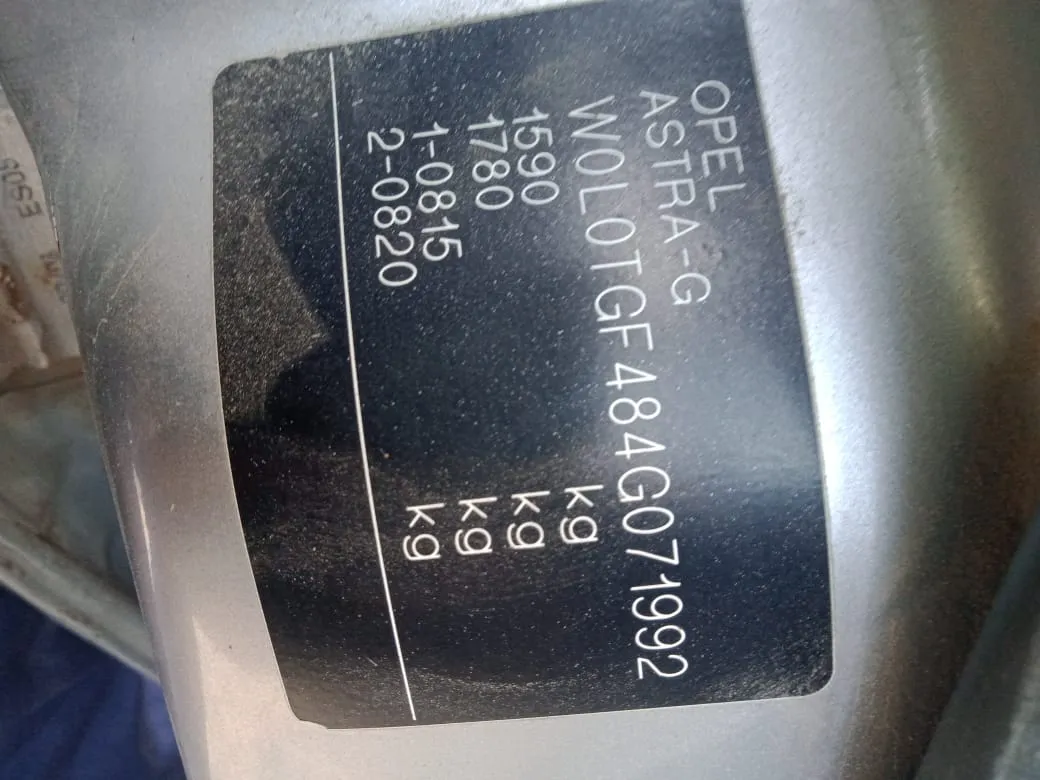 OPEL
ASTRA-G
W0L0TGF484G071992
1590 kg
1780 kg
1-0815 kg
2-0820 kg